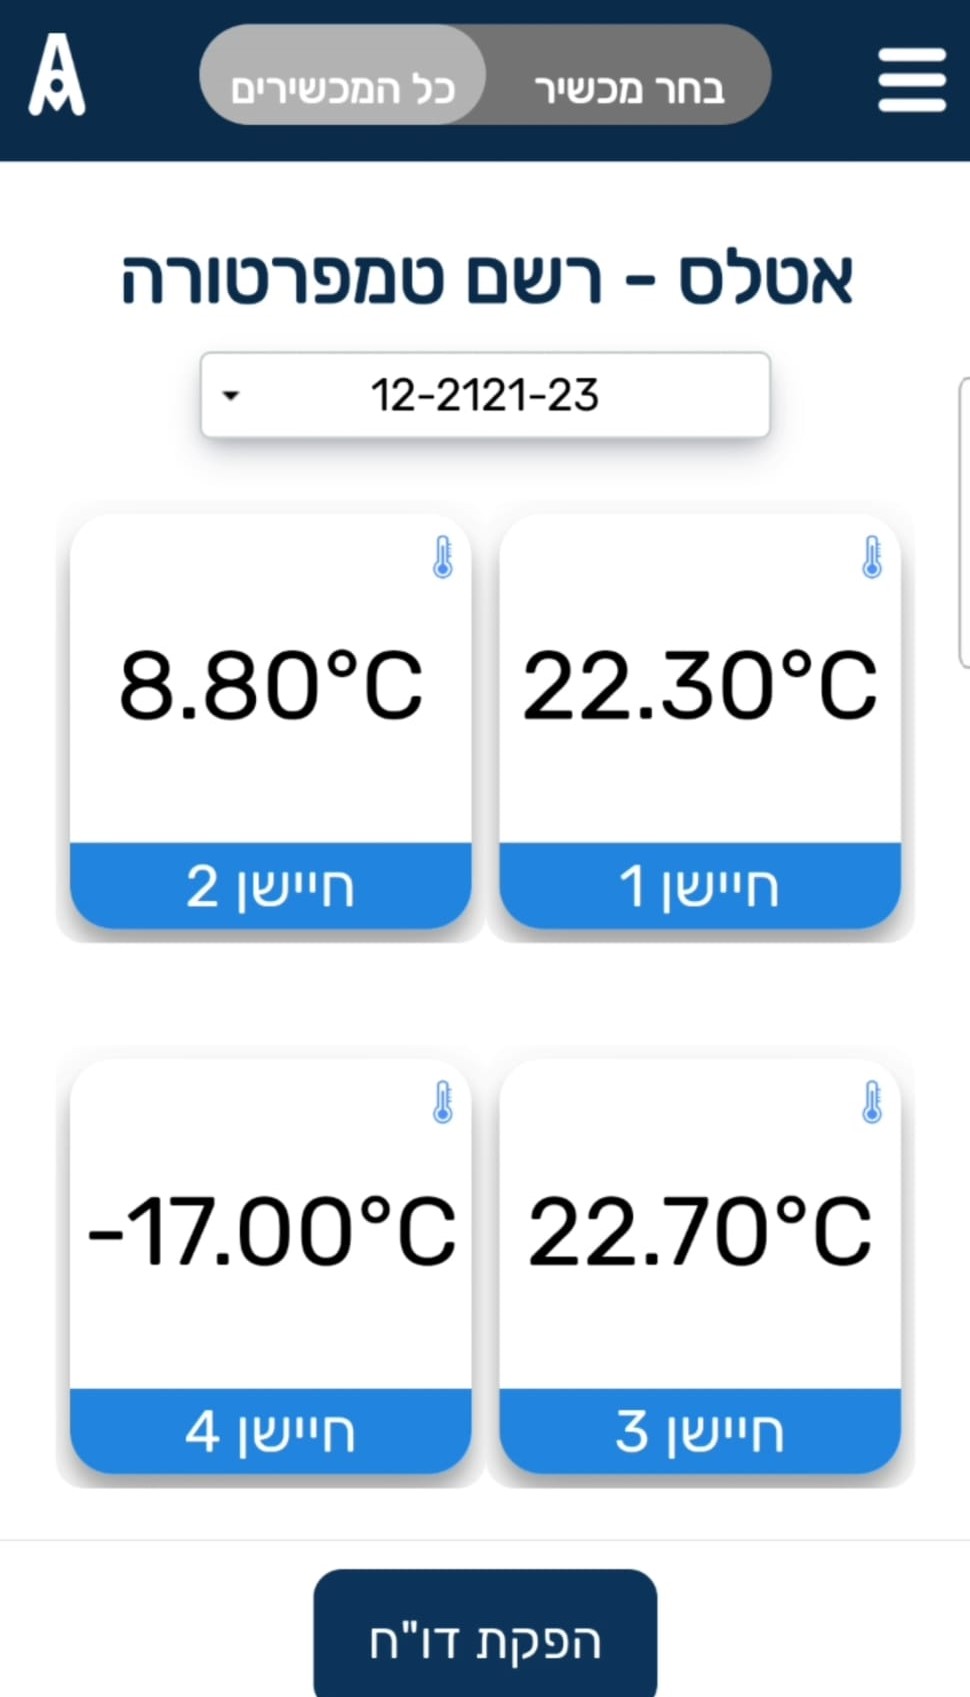 בחר מכשיר כל המכשירים
אטלס - רשם טמפרטורה
12-2121-23
22.30°C
חיישן 1
8.80°C
חיישן 2
22.70°C
חיישן 3
-17.00°C
חיישן 4
הפקת דו"ח